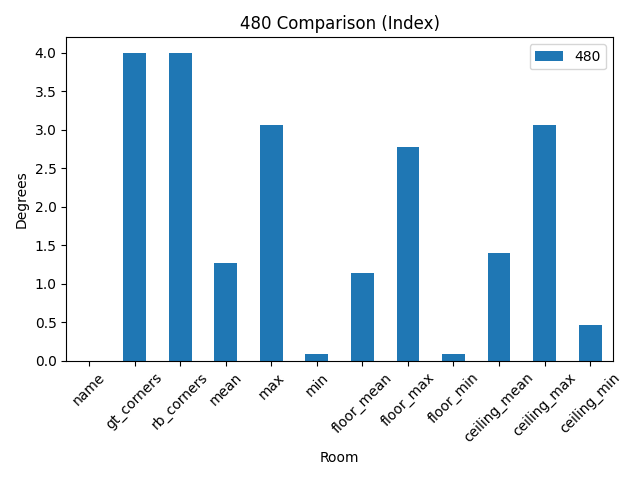 480 Comparison (Index)
480
Degrees
4.0
3.5
3.0
2.5
2.0
1.5
1.0
0.5
0.0
name
gt_corners
rb_corners
mean
max
min
floor_mean
floor_max
floor_min
ceiling_mean
ceiling_max
ceiling_min
Room